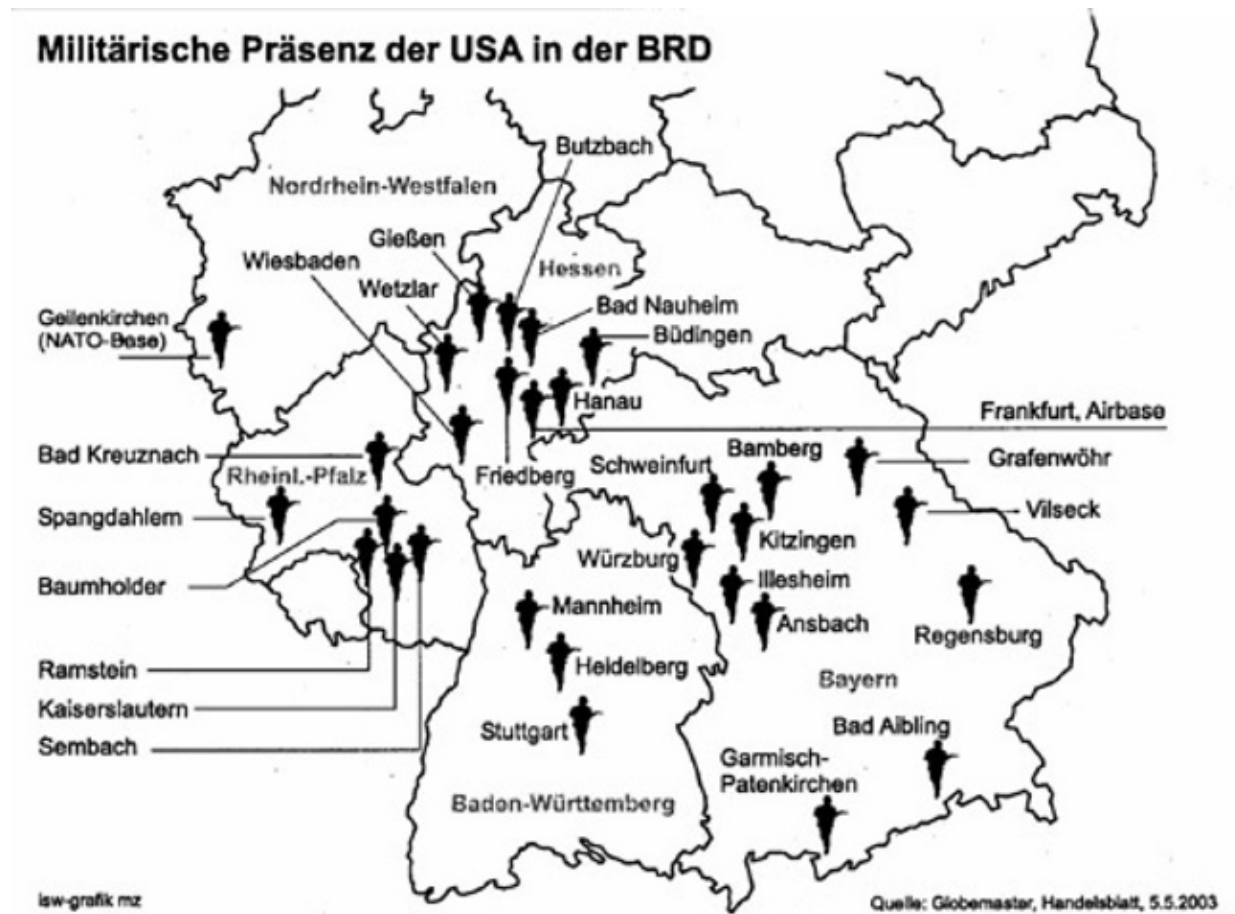 Militärische Präsenz der USA in der BRD
Butzbach
Nordrhein-Westfalen
Gießen
Wiesbaden
Hessen
Wetzlar
Bad Nauheim
Geilenkirchen
(NATO-Base)
Büdingen
Hanau
Frankfurt, Airbase
Bad Kreuznach
Rheinl.-Pfalz
Friedberg
Schweinfurt
Bamberg
Grafenwöhr
Spangdahlem
Vilseck
Kitzingen
Würzburg
Baumholder
Illesheim
Mannheim
Ansbach
Regensburg
Ramstein
Heidelberg
Bayern
Kaiserslautern
Stuttgart
Bad Aibling
Sembach
Garmisch-
Patenkirchen
Baden-Württemberg
isw-grafik mz
Quelle: Globemaster, Handelsblatt, 5.5.2003